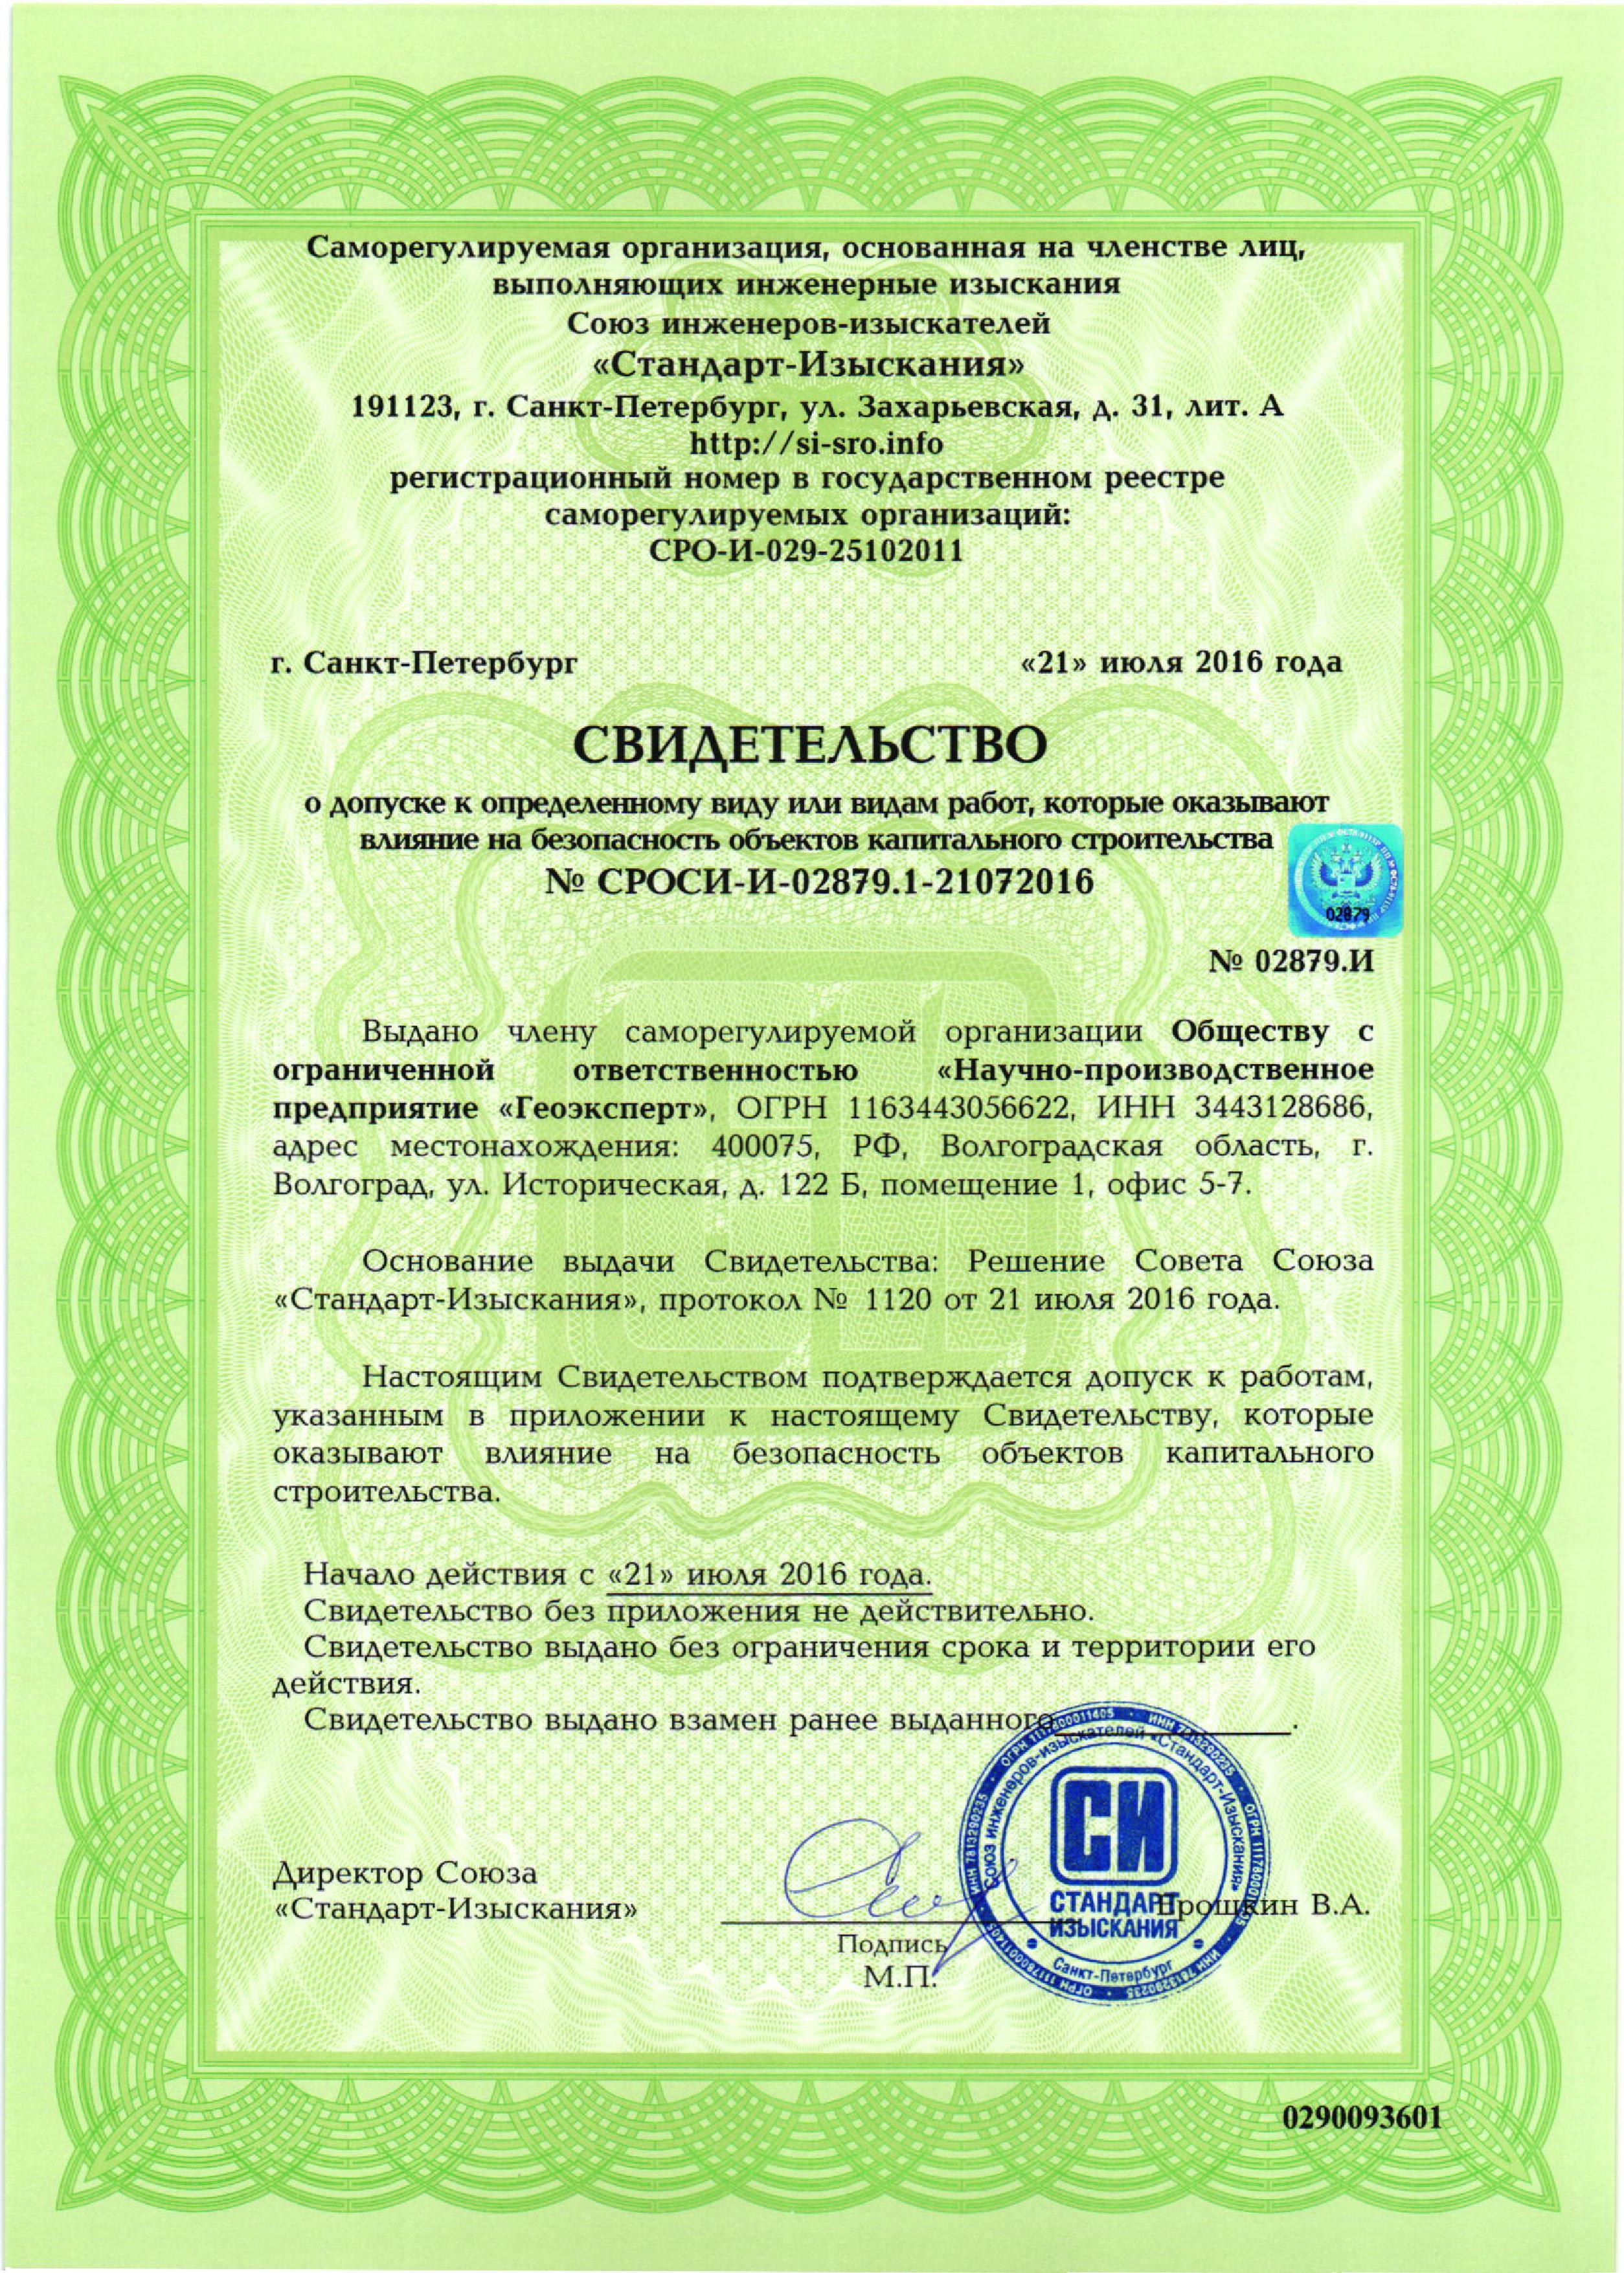 Саморегулируемая организация, основанная на членстве лиц,
выполняющих инженерные изыскания
Союз инженеров-изыскателей
«Стандарт-Изыскания»
191123, г. Санкт-Петербург, ул. Захарьевская, д. 31, лит. А
http://si-sro.info
регистрационный номер в государственном реестре
саморегулируемых организаций:
СРО-И-029-25102011
г. Санкт-Петербург «21» июля 2016 года
СВИДЕТЕЛЬСТВО
о допуске к определенному виду или видам работ, которые оказывают
влияние на безопасность объектов капитального строительства
№ СРОСИ-И-02879.1-21072016
02879
№ 02879.И
Выдано члену саморегулируемой организации Обществу с
ограниченной ответственностью «Научно-производственное
предприятие «Геоэксперт», ОГРН 1163443056622, ИНН 3443128686,
адрес местонахождения: 400075, РФ, Волгоградская область, г.
Волгоград, ул. Историческая, д. 122 Б, помещение 1, офис 5-7.
Основание выдачи Свидетельства: Решение Совета Союза
«Стандарт-Изыскания», протокол № 1120 от 21 июля 2016 года.
Настоящим Свидетельством подтверждается допуск к работам,
указанным в приложении к настоящему Свидетельству, которые
оказывают влияние на безопасность объектов капитального
строительства.
Начало действия с «21» июля 2016 года.
Свидетельство без приложения не действительно.
Свидетельство выдано без ограничения срока и территории его
действия.
Свидетельство выдано взамен ранее выданного.
ОГРН 1117800011405 · ИНН 7813290235
Союз инженеров-изыскателей «Стандарт-Изыскания»
СИ
СТАНДАРТ
ИЗЫСКАНИЯ
Санкт-Петербург
Директор Союза
«Стандарт-Изыскания» Прошкин В.А.
Подпись
М.П.
0290093601